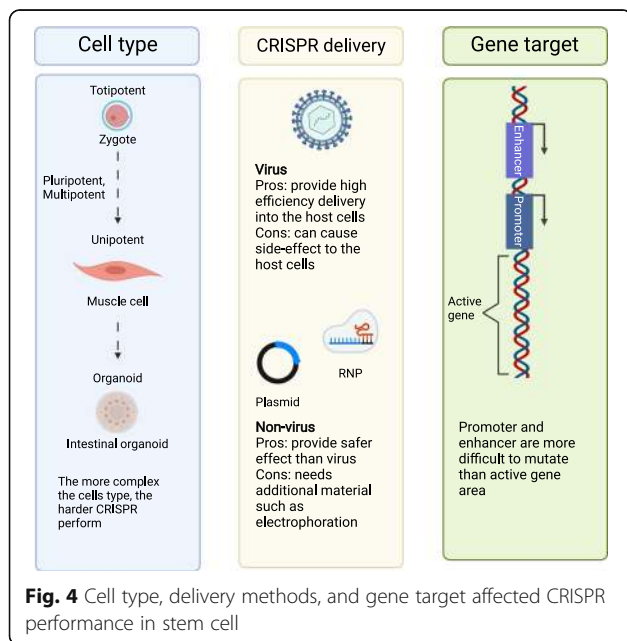 Cell type
Totipotent
Zygote
Pluripotent,
Multipotent
Unipotent
Muscle cell
Organoid
Intestinal organoid
The more complex
the cells type, the
harder CRISPR
perform
CRISPR delivery
Virus
Pros: provide high
efficiency delivery
into the host cells
Cons: can cause
side-effect to the
host cells
RNP
Plasmid
Non-virus
Pros: provide safer
effect than virus
Cons: needs
additional material
such as
electrophoration
Gene target
Enhancer
Promoter
Active
gene
Promoter and
enhancer are more
difficult to mutate
than active gene
area
Fig. 4 Cell type, delivery methods, and gene target affected CRISPR
performance in stem cell